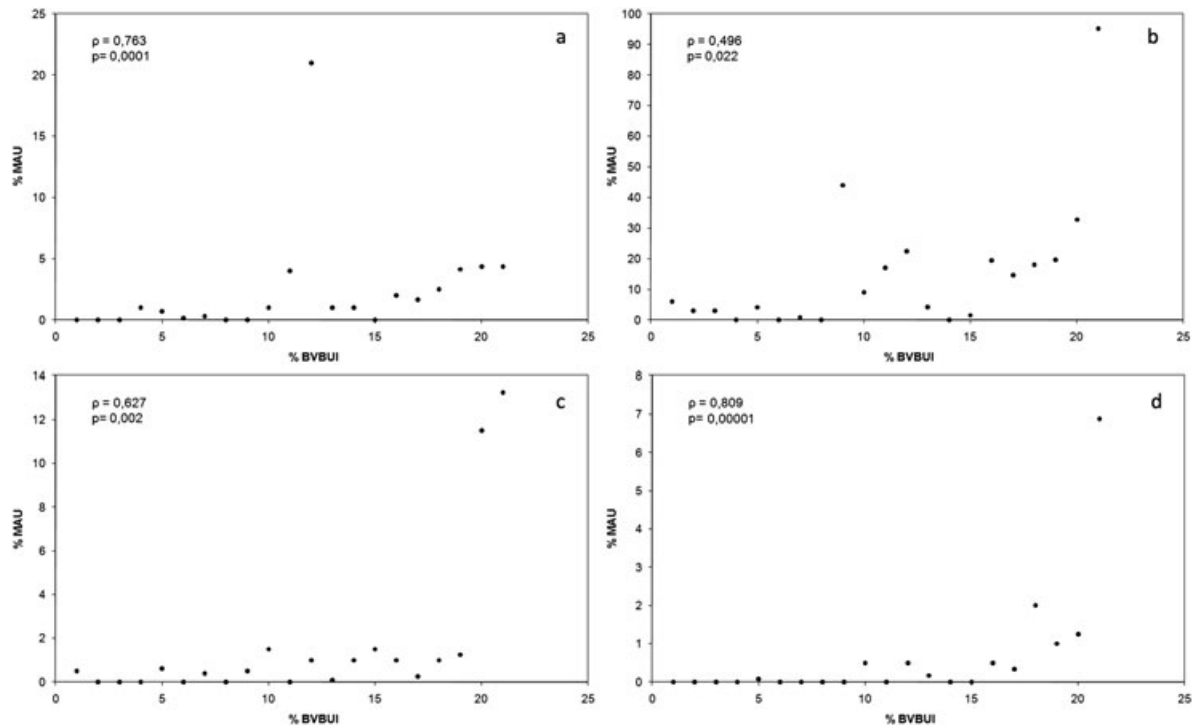 ρ = 0,763
p= 0,0001
a
% MAU
25
20
15
10
5
0
0 5 10 15 20 25
% BVBUI
ρ = 0,496
p= 0,022
b
% MAU
100
90
80
70
60
50
40
30
20
10
0
0 5 10 15 20 25
% BVBUI
ρ = 0,627
p= 0,002
c
% MAU
14
12
10
8
6
4
2
0
0 5 10 15 20 25
% BVBUI
ρ = 0,809
p= 0,00001
d
% MAU
8
7
6
5
4
3
2
1
0
0 5 10 15 20 25
% BVBUI